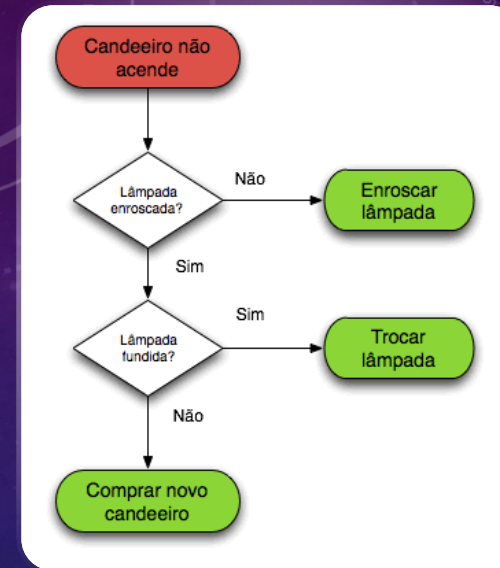 Candeeiro não
acende
Lâmpada
enroscada?
Não
Enroscar
lâmpada
Sim
Lâmpada
fundida?
Sim
Trocar
lâmpada
Não
Comprar novo
candeeiro